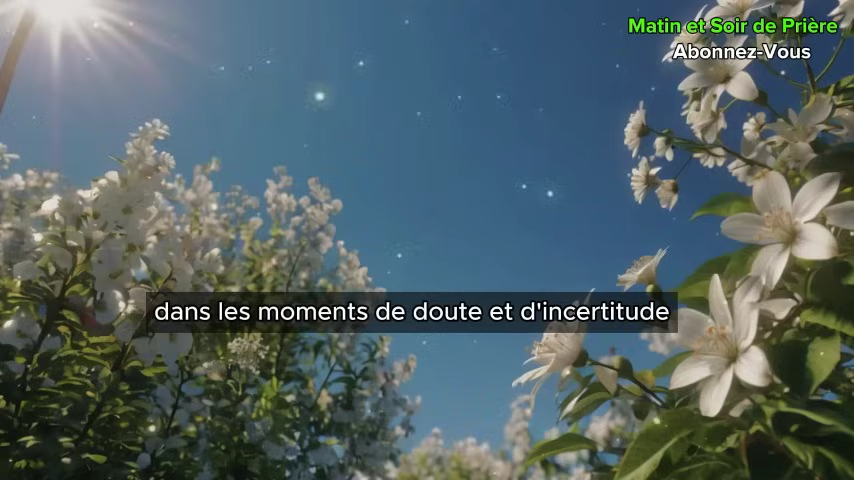 Matin et Soir de Prière
Abonnez-Vous
dans les moments de doute et d'incertitude